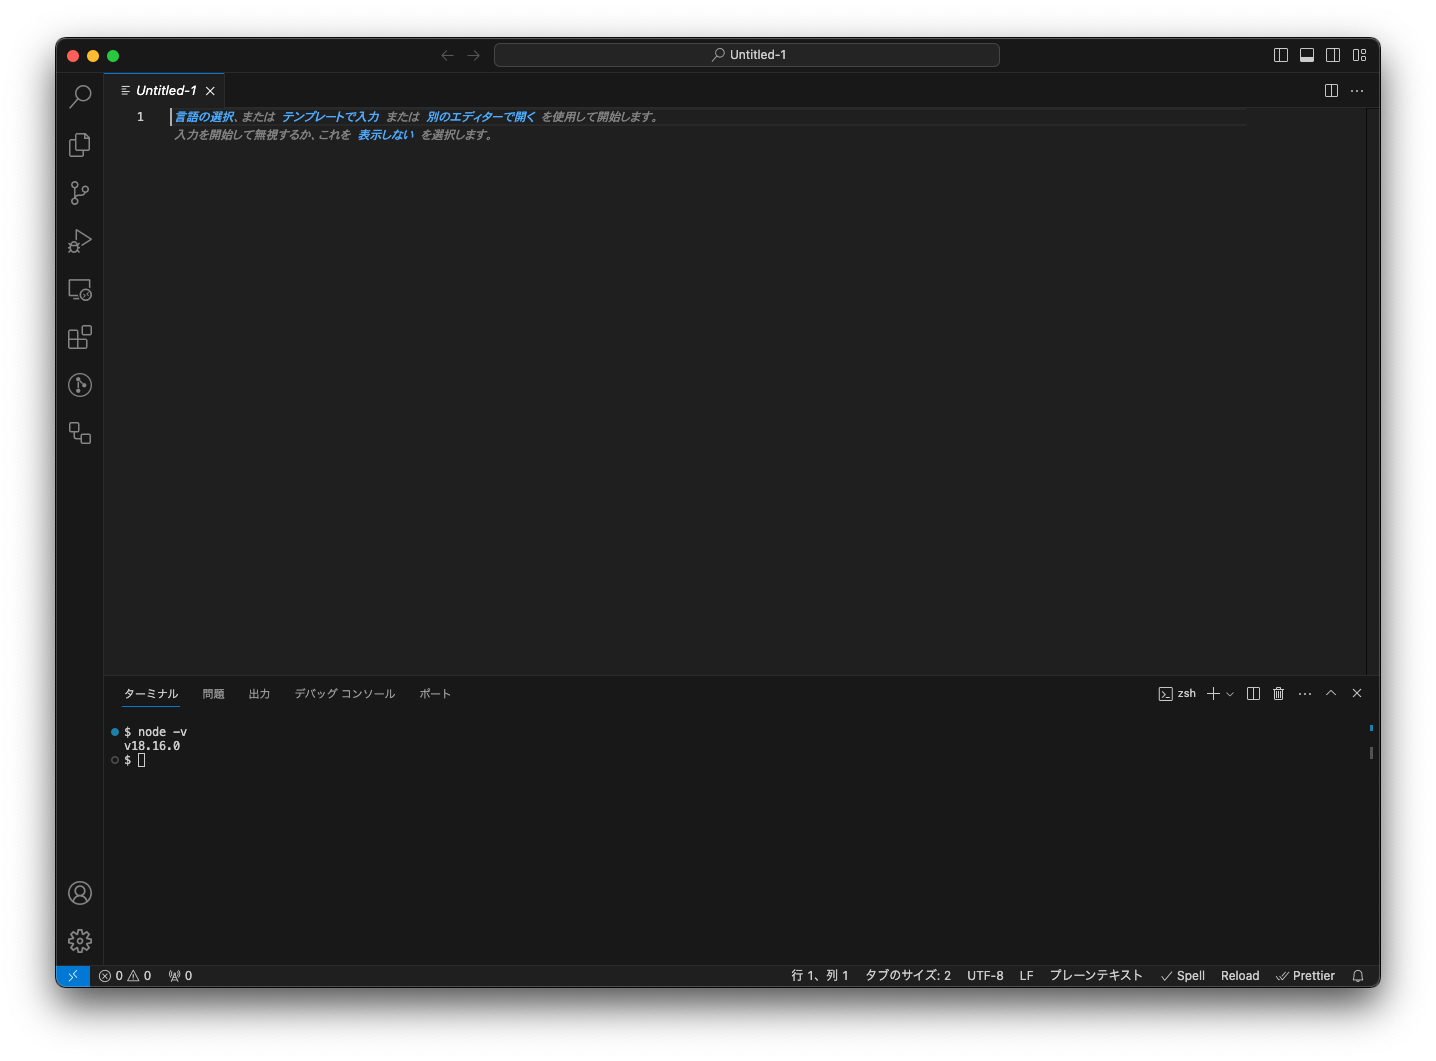 Untitled-1
Untitled-1
1 言語の選択、または テンプレートで入力 または 別のエディターで開く を使用して開始します。
入力を開始して無視するか、これを 表示しない を選択します。
ターミナル 問題 出力 デバッグ コンソール ポート zsh
$ node -v
v18.16.0
$
0 0 0 行 1、列 1 タブのサイズ: 2 UTF-8 LF プレーンテキスト Spell Reload Prettier